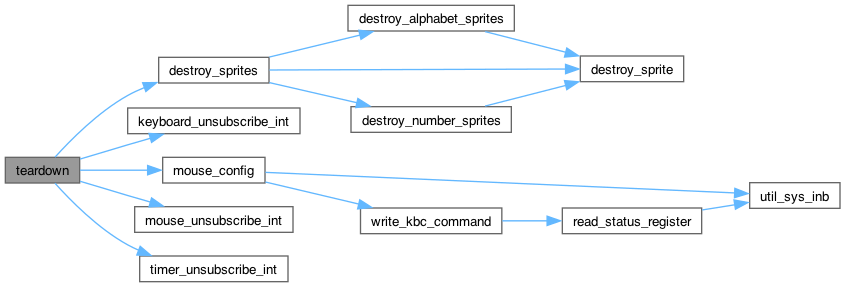 destroy_alphabet_sprites
destroy_sprites
destroy_sprite
keyboard_unsubscribe_int
destroy_number_sprites
teardown
mouse_config
util_sys_inb
mouse_unsubscribe_int
write_kbc_command
read_status_register
timer_unsubscribe_int